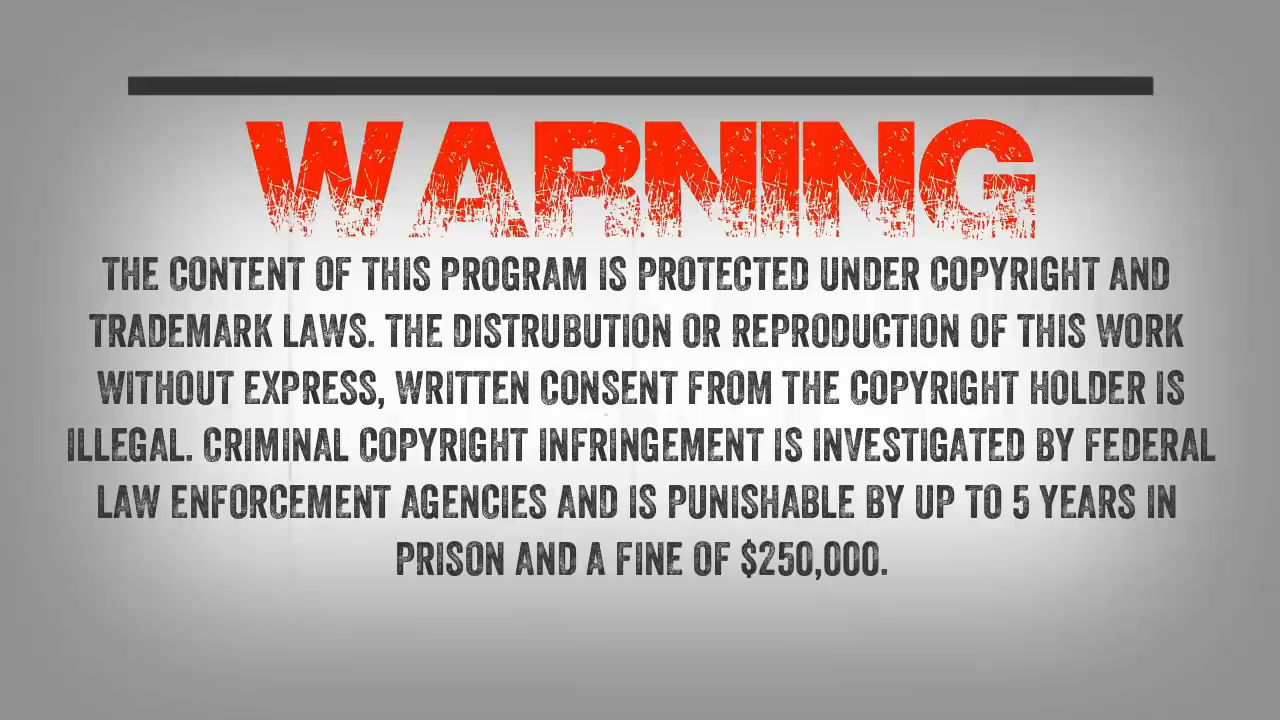 WARNING
THE CONTENT OF THIS PROGRAM IS PROTECTED UNDER COPYRIGHT AND
TRADEMARK LAWS. THE DISTRUBUTION OR REPRODUCTION OF THIS WORK
WITHOUT EXPRESS, WRITTEN CONSENT FROM THE COPYRIGHT HOLDER IS
ILLEGAL. CRIMINAL COPYRIGHT INFRINGEMENT IS INVESTIGATED BY FEDERAL
LAW ENFORCEMENT AGENCIES AND IS PUNISHABLE BY UP TO 5 YEARS IN
PRISON AND A FINE OF $250,000.